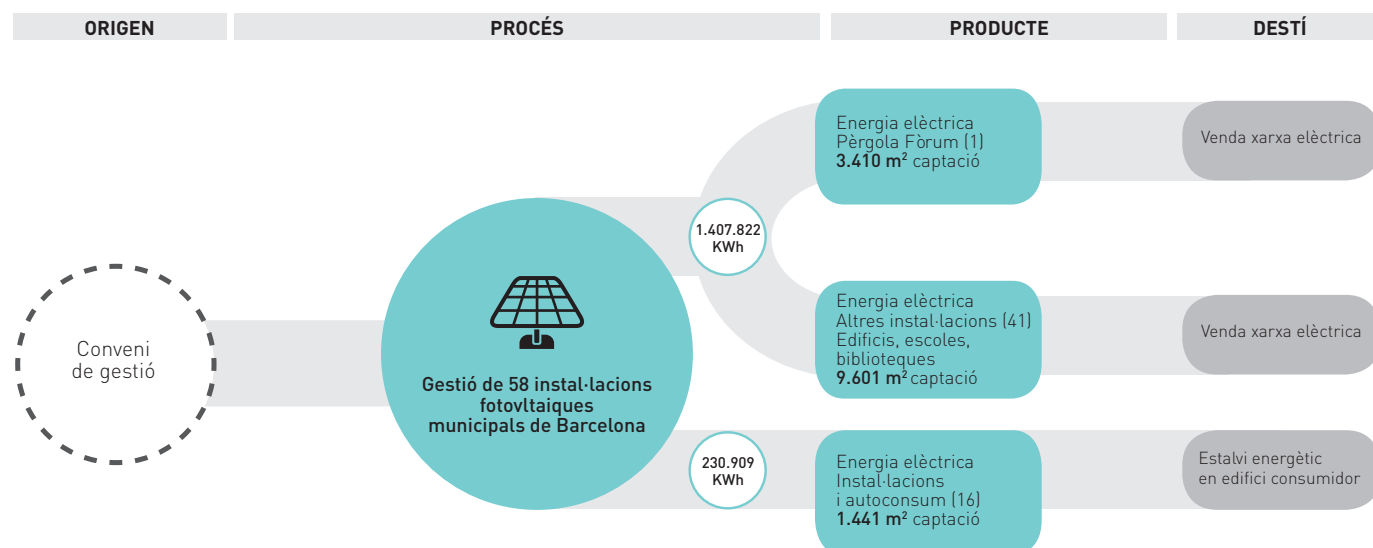 ORIGEN
PROCÉS
PRODUCTE
DESTÍ
Conveni
de gestió
Gestió de 58 instal·lacions
fotovltaiques
municipals de Barcelona
1.407.822
KWh
230.909
KWh
Energia elèctrica
Pèrgola Fòrum (1)
3.410 m² captació
Venda xarxa elèctrica
Energia elèctrica
Altres instal·lacions (41)
Edificis, escoles,
biblioteques
9.601 m² captació
Venda xarxa elèctrica
Energia elèctrica
Instal·lacions
i autoconsum (16)
1.441 m² captació
Estalvi energètic
en edifici consumidor